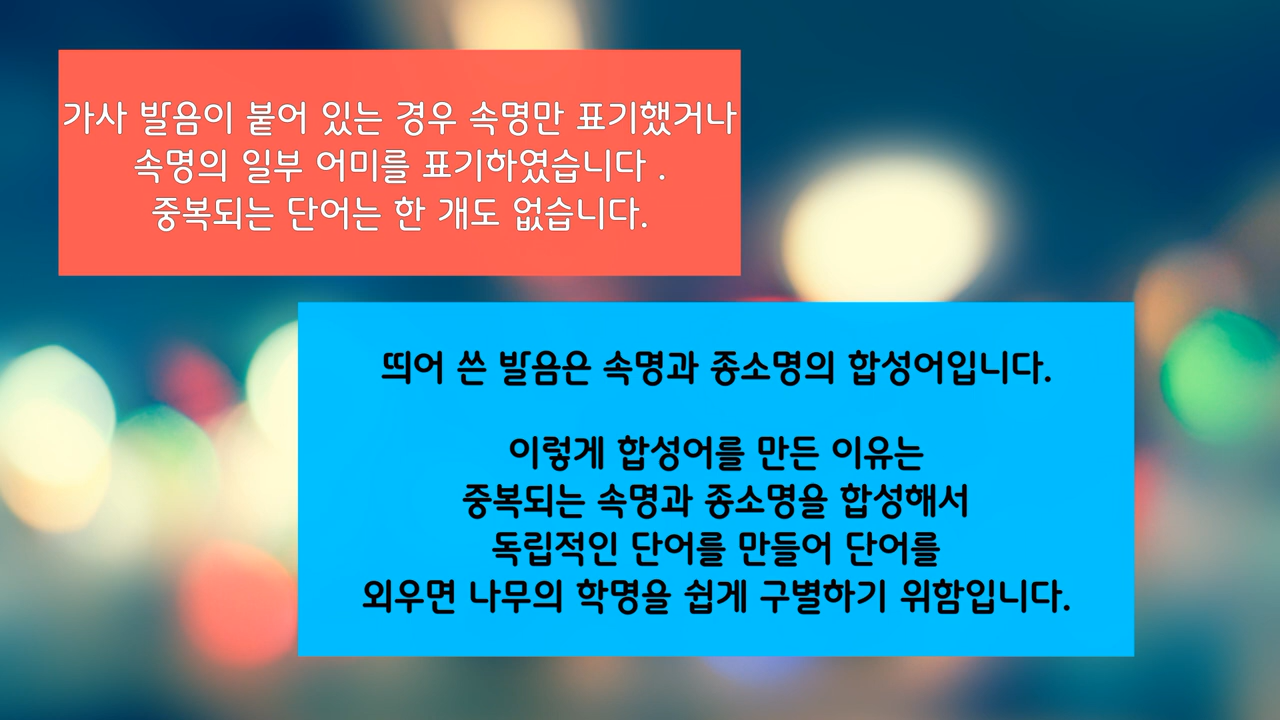 가사 발음이 붙어 있는 경우 속명만 표기했거나
속명의 일부 어미를 표기하였습니다 .
중복되는 단어는 한 개도 없습니다.
띄어 쓴 발음은 속명과 종소명의 합성어입니다.
이렇게 합성어를 만든 이유는
중복되는 속명과 종소명을 합성해서
독립적인 단어를 만들어 단어를
외우면 나무의 학명을 쉽게 구별하기 위함입니다.